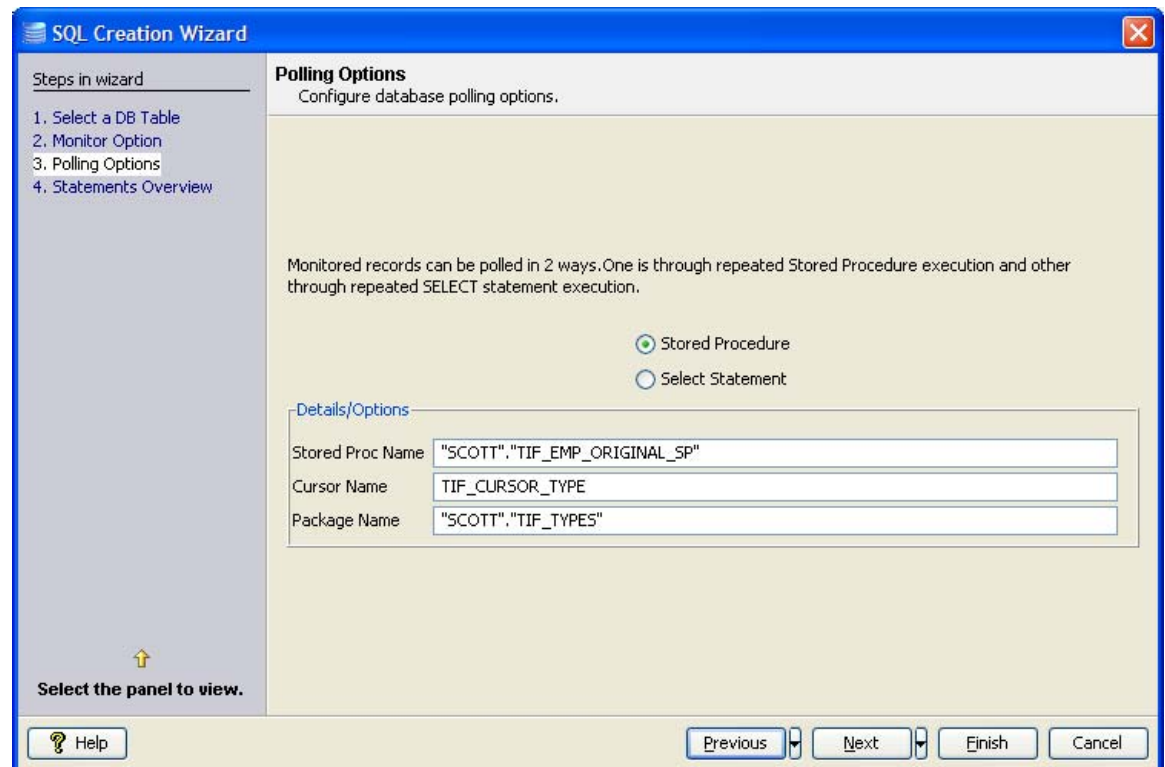 SQL Creation Wizard
Steps in wizard
1. Select a DB Table
2. Monitor Option
3. Polling Options
4. Statements Overview
Select the panel to view.
Polling Options
Configure database polling options.
Monitored records can be polled in 2 ways.One is through repeated Stored Procedure execution and other
through repeated SELECT statement execution.
Stored Procedure
Select Statement
Details/Options
Stored Proc Name "SCOTT"."TIF_EMP_ORIGINAL_SP"
Cursor Name TIF_CURSOR_TYPE
Package Name "SCOTT"."TIF_TYPES"
Help Previous Next Finish Cancel